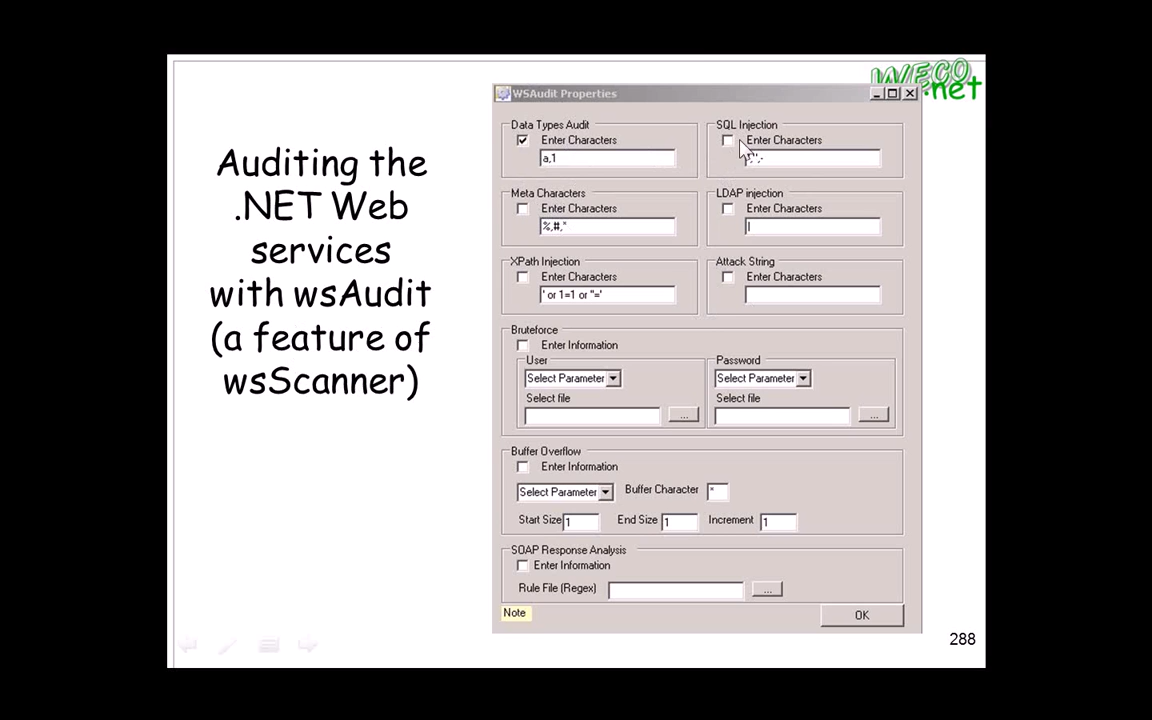 WECO
.net
Auditing the
.NET Web
services
with wsAudit
(a feature of
wsScanner)
WSAudit Properties
Data Types Audit
Enter Characters
a,1
SQL Injection
Enter Characters
Meta Characters
Enter Characters
%,#,*
LDAP injection
Enter Characters
|
XPath Injection
Enter Characters
' or 1=1 or ''='
Attack String
Enter Characters
Bruteforce
Enter Information
User
Select Parameter
Select file
...
Password
Select Parameter
Select file
...
Buffer Overflow
Enter Information
Select Parameter
Buffer Character *
Start Size 1 End Size 1 Increment 1
SOAP Response Analysis
Enter Information
Rule File (Regex) ...
Note
OK
288